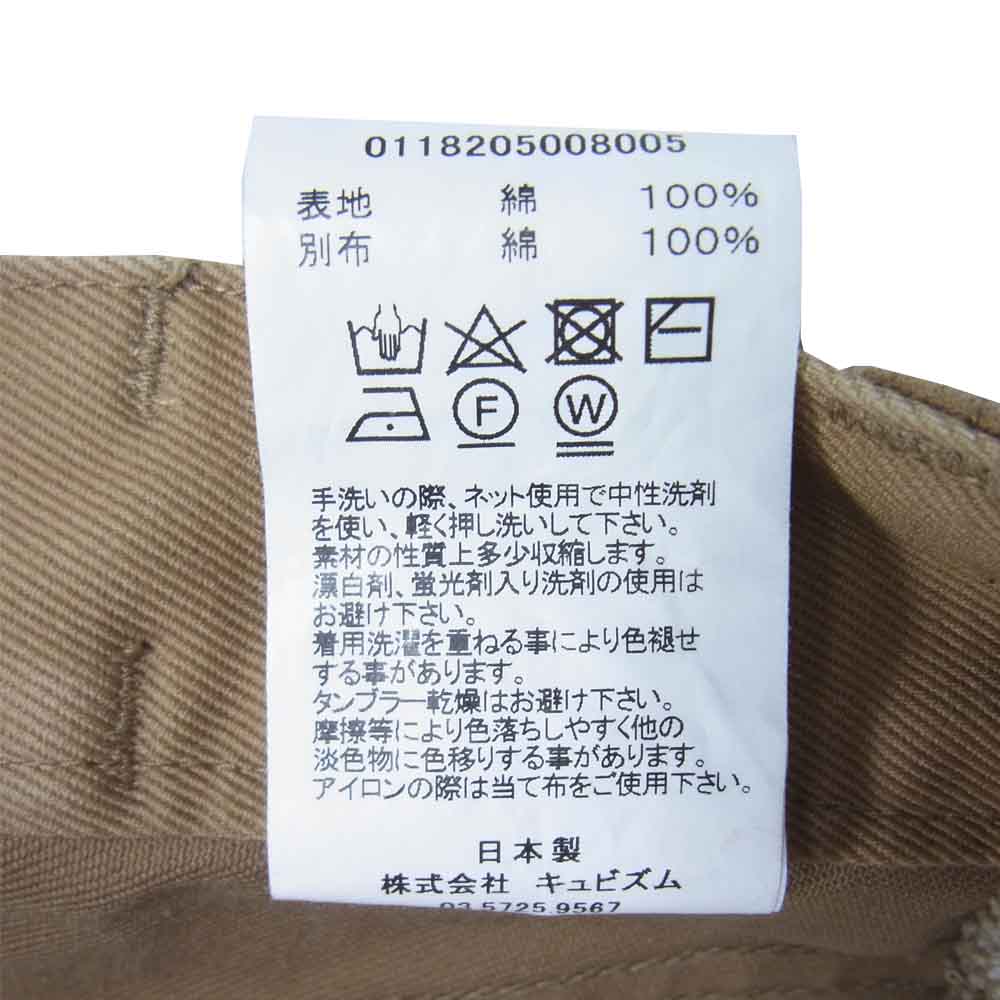 0118205008005
表地 綿 100%
別布 綿 100%
F W
手洗いの際、ネット使用で中性洗剤
を使い、軽く押し洗いして下さい。
素材の性質上多少収縮します。
漂白剤、蛍光剤入り洗剤の使用は
お避け下さい。
着用洗濯を重ねる事により色褪せ
する事があります。
タンブラー乾燥はお避け下さい。
摩擦等により色落ちしやすく他の
淡色物に色移りする事があります。
アイロンの際は当て布をご使用下さい。
日本製
株式会社 キュビズム
03.5725.9567